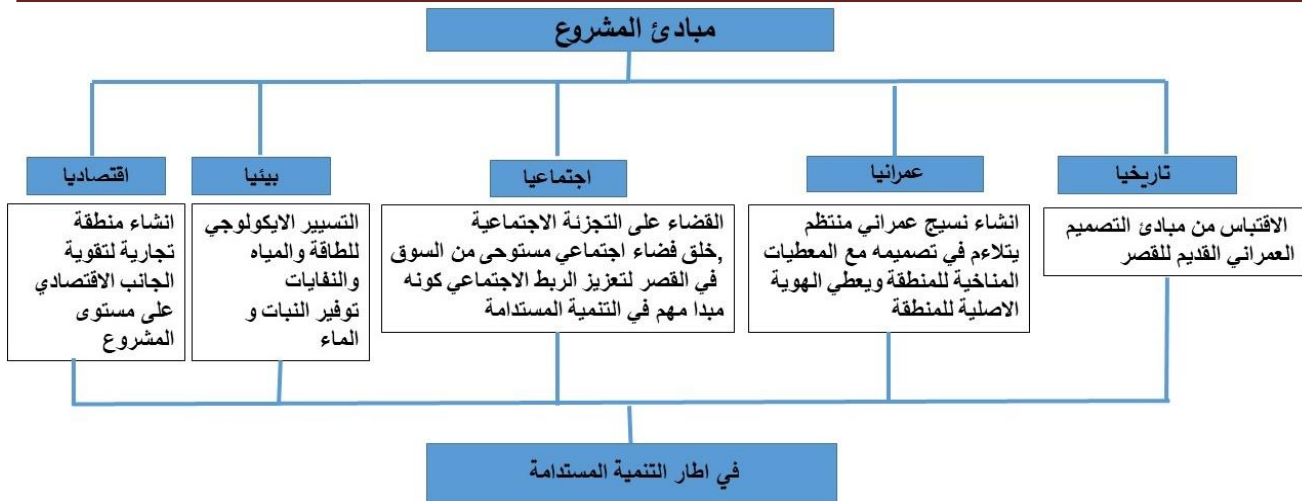 مبادئ المشروع
تاريخيا
الاقتباس من مبادئ التصميم
العمراني القديم للقصر
عمرانيا
انشاء نسيج عمراني منتظم
يتلاءم في تصميمه مع المعطيات
المناخية للمنطقة ويعطي الهوية
الاصلية للمنطقة
اجتماعيا
القضاء على التجزئة الاجتماعية
,خلق فضاء اجتماعي مستوحى من السوق
في القصر لتعزيز الربط الاجتماعي كونه
مبدا مهم في التنمية المستدامة
بيئيا
التسيير الايكولوجي
للطاقة والمياه
والنفايات
توفير النبات و
الماء
اقتصاديا
انشاء منطقة
تجارية لتقوية
الجانب الاقتصادي
على مستوى
المشروع
في اطار التنمية المستدامة